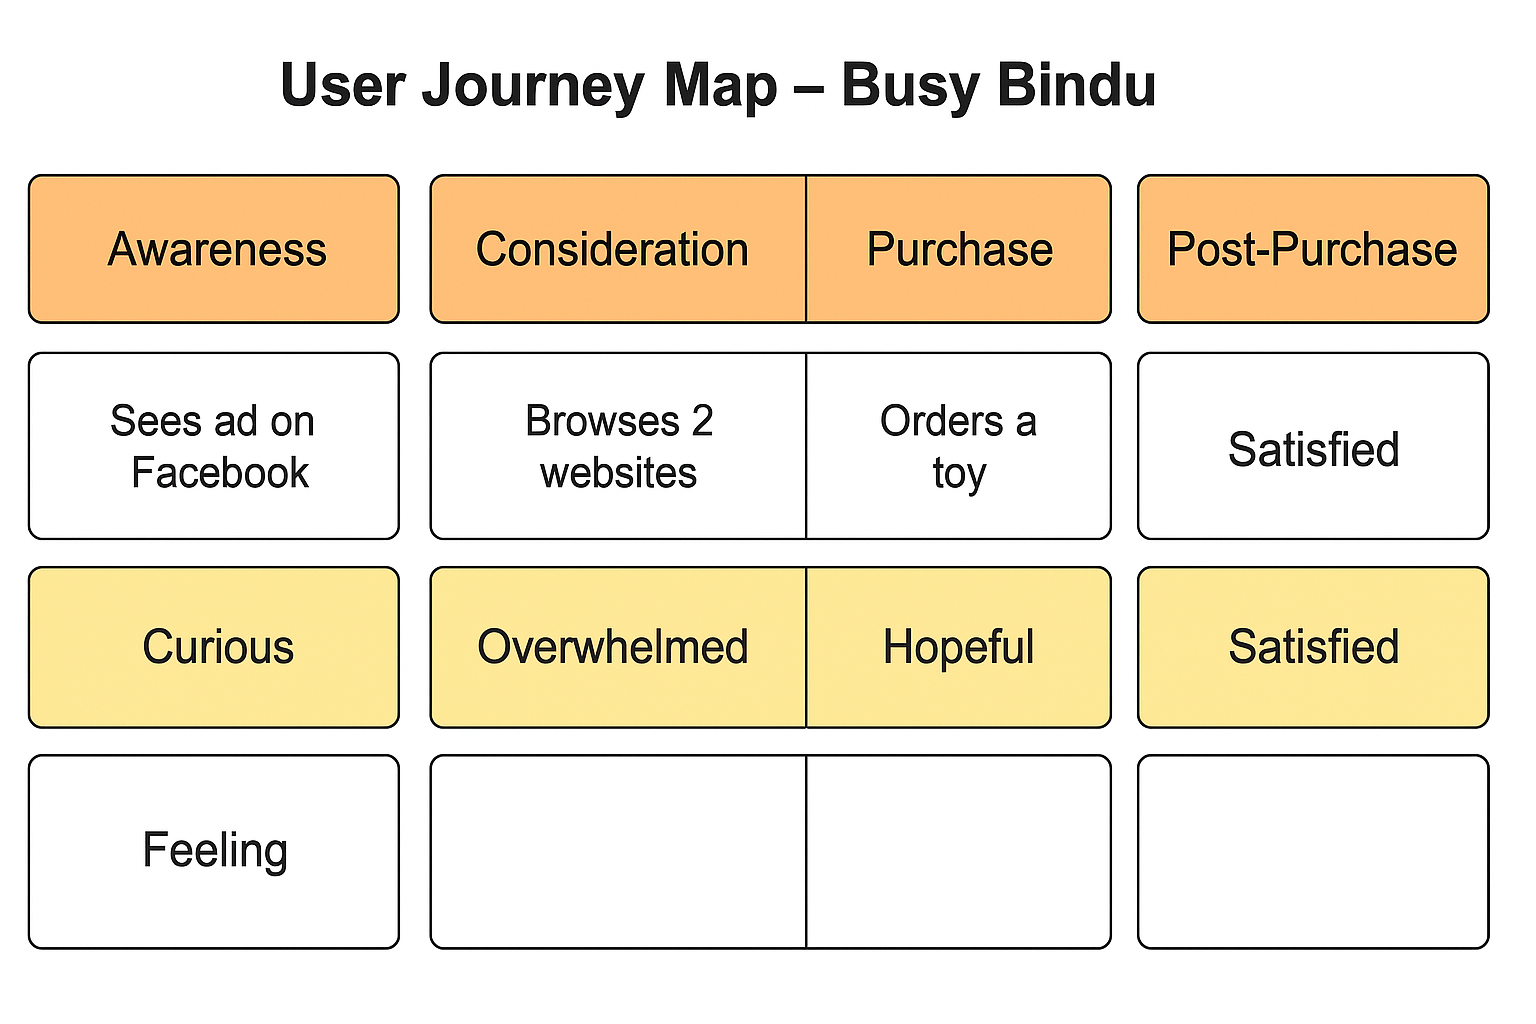 User Journey Map – Busy Bindu
Awareness
Consideration
Purchase
Post-Purchase
Sees ad on
Facebook
Browses 2
websites
Orders a
toy
Satisfied
Curious
Overwhelmed
Hopeful
Satisfied
Feeling